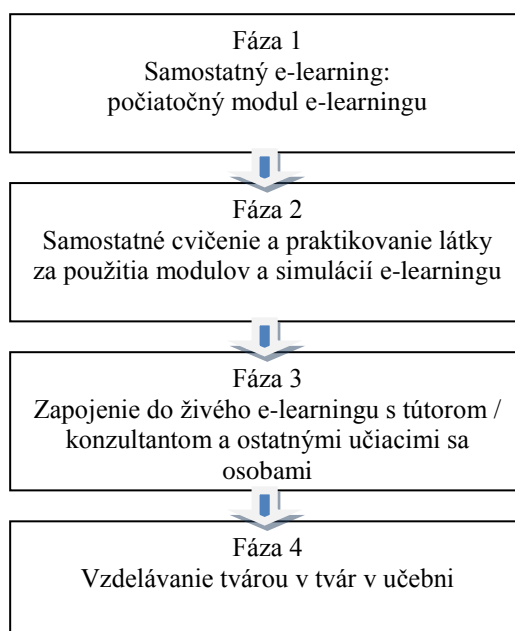 Fáza 1
Samostatný e-learning:
počiatočný modul e-learningu
Fáza 2
Samostatné cvičenie a praktikovanie látky
za použitia modulov a simulácií e-learningu
Fáza 3
Zapojenie do živého e-learningu s tútorom /
konzultantom a ostatnými učiacimi sa
osobami
Fáza 4
Vzdelávanie tvárou v tvár v učebni